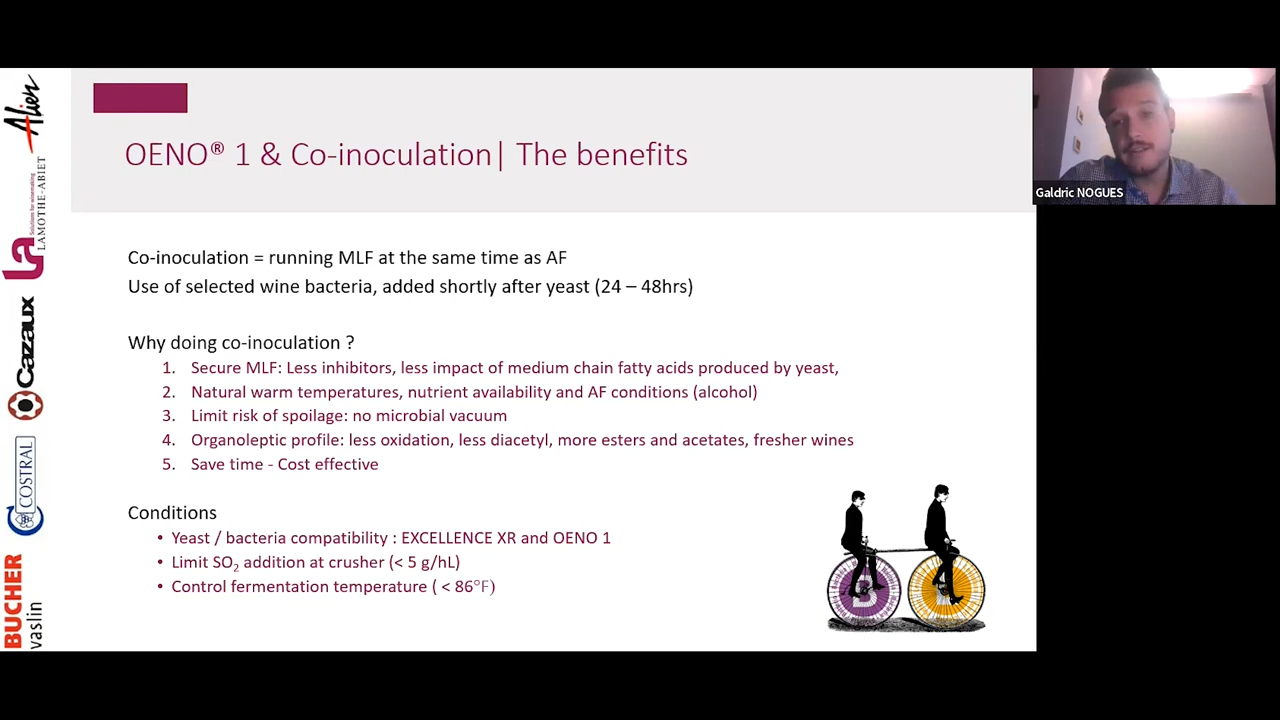 OENO® 1 & Co-inoculation| The benefits
Galdric NOGUES
Co-inoculation = running MLF at the same time as AF
Use of selected wine bacteria, added shortly after yeast (24 – 48hrs)
Why doing co-inoculation ?
1. Secure MLF: Less inhibitors, less impact of medium chain fatty acids produced by yeast,
2. Natural warm temperatures, nutrient availability and AF conditions (alcohol)
3. Limit risk of spoilage: no microbial vacuum
4. Organoleptic profile: less oxidation, less diacetyl, more esters and acetates, fresher wines
5. Save time - Cost effective
Conditions
• Yeast / bacteria compatibility : EXCELLENCE XR and OENO 1
• Limit SO₂ addition at crusher (< 5 g/hL)
• Control fermentation temperature ( < 86°F)
Alien
la
Solutions for winemaking
LAMOTHE-ABIET
Cazaux
COSTRAL
BUCHER
vaslin